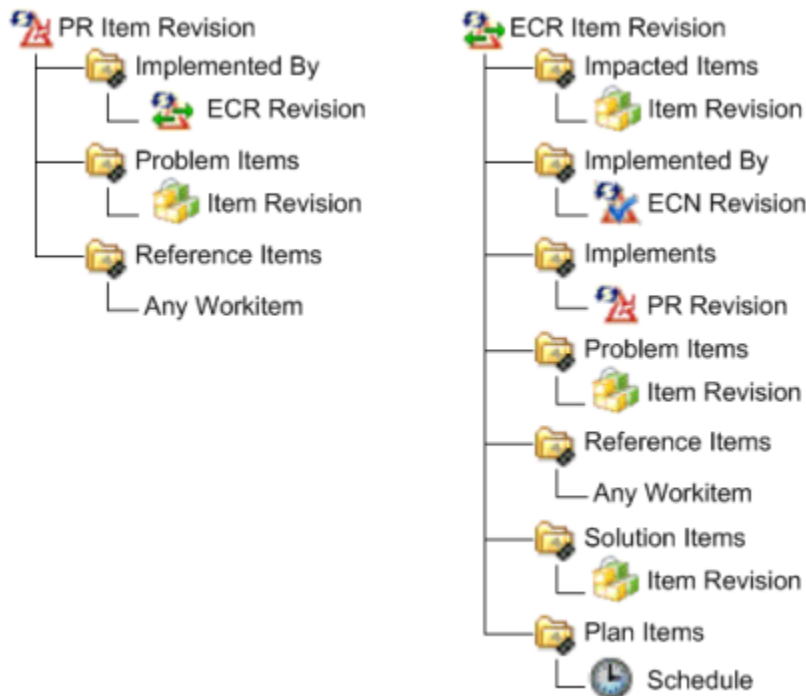 PR Item Revision
Implemented By
ECR Revision
Problem Items
Item Revision
Reference Items
Any Workitem
ECR Item Revision
Impacted Items
Item Revision
Implemented By
ECN Revision
Implements
PR Revision
Problem Items
Item Revision
Reference Items
Any Workitem
Solution Items
Item Revision
Plan Items
Schedule